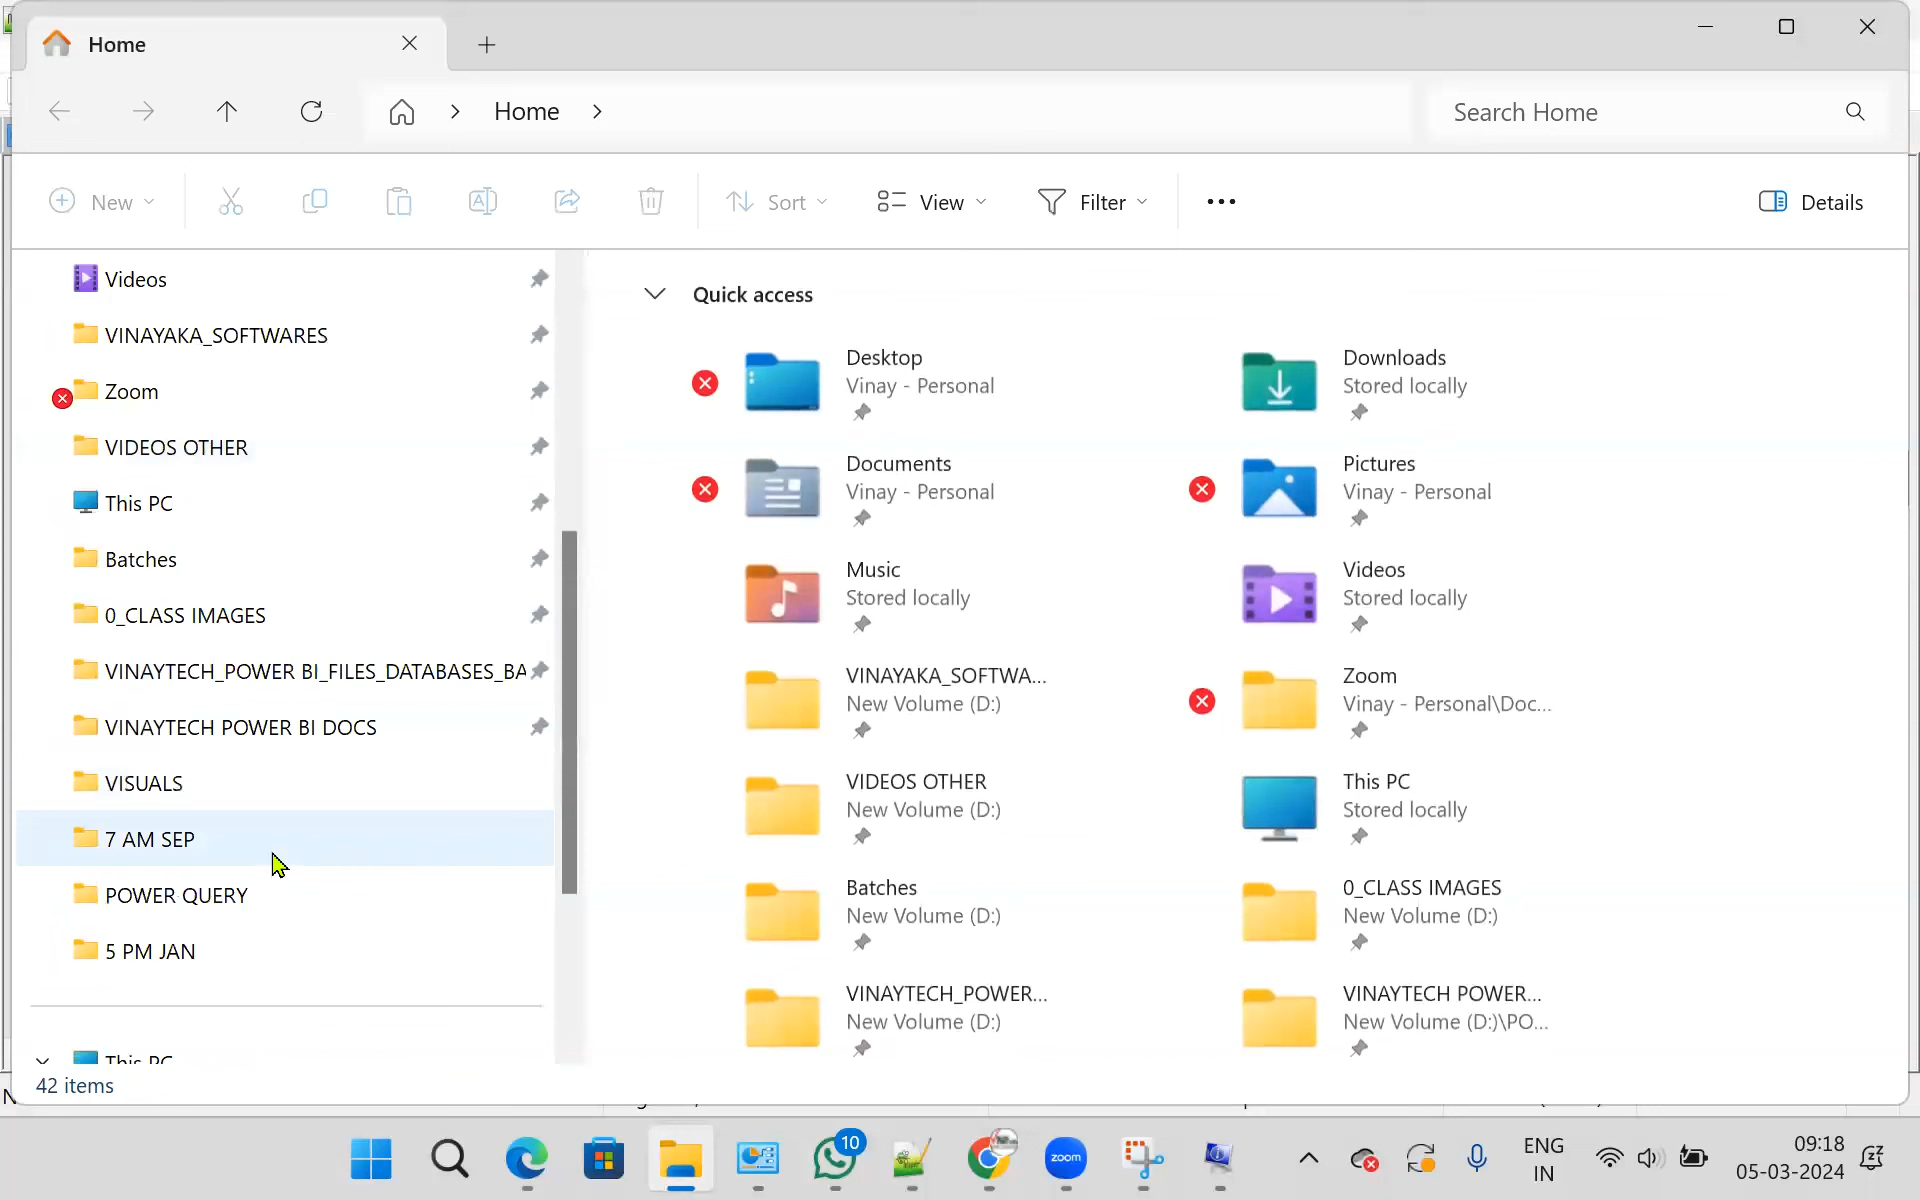 Home
Home
Search Home
New
Sort
View
Filter
Details
Videos
VINAYAKA_SOFTWARES
Zoom
VIDEOS OTHER
This PC
Batches
0_CLASS IMAGES
VINAYTECH_POWER BI_FILES_DATABASES_BA
VINAYTECH POWER BI DOCS
VISUALS
7 AM SEP
POWER QUERY
5 PM JAN
This PC
42 items
Quick access
Desktop
Vinay - Personal
Downloads
Stored locally
Documents
Vinay - Personal
Pictures
Vinay - Personal
Music
Stored locally
Videos
Stored locally
VINAYAKA_SOFTWA...
New Volume (D:)
Zoom
Vinay - Personal\Doc...
VIDEOS OTHER
New Volume (D:)
This PC
Stored locally
Batches
New Volume (D:)
0_CLASS IMAGES
New Volume (D:)
VINAYTECH_POWER...
New Volume (D:)
VINAYTECH POWER...
New Volume (D:)\PO...
10
zoom
ENG
IN
09:18
05-03-2024